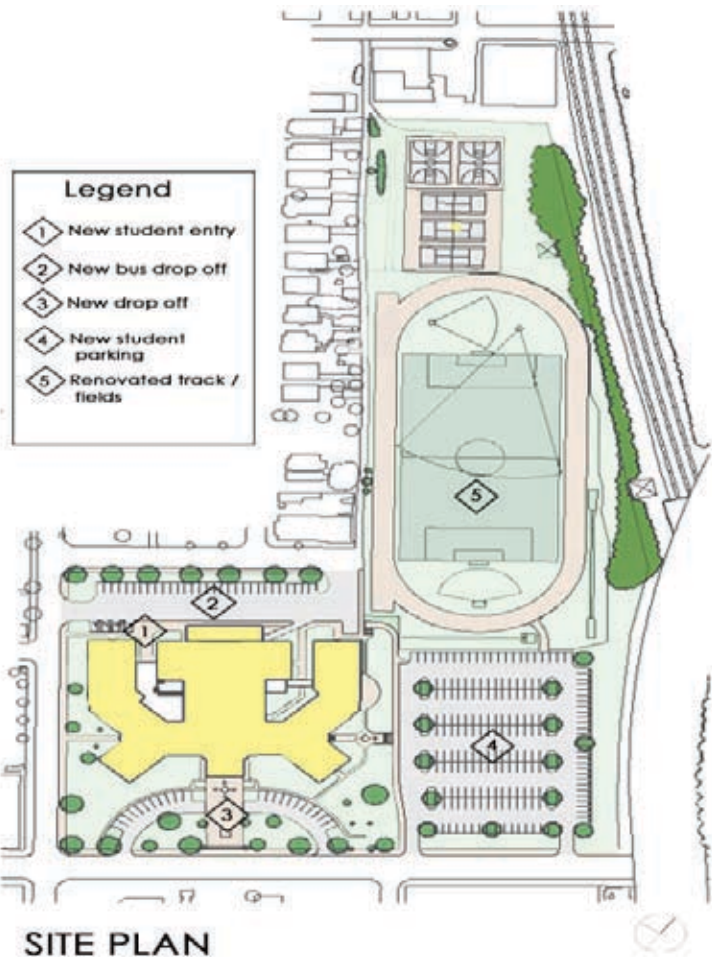 Legend
1 New student entry
2 New bus drop off
3 New drop off
4 New student
parking
5 Renovated track /
fields
5
2
1
4
3
SITE PLAN